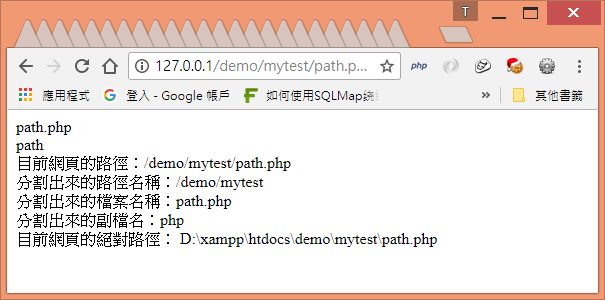 T
127.0.0.1/demo/mytest/path.p...
php
應用程式 登入 - Google 帳戶 如何使用SQLMap » 其他書籤
path.php
path
目前網頁的路徑：/demo/mytest/path.php
分割出來的路徑名稱：/demo/mytest
分割出來的檔案名稱：path.php
分割出來的副檔名：php
目前網頁的絕對路徑： D:\xampp\htdocs\demo\mytest\path.php